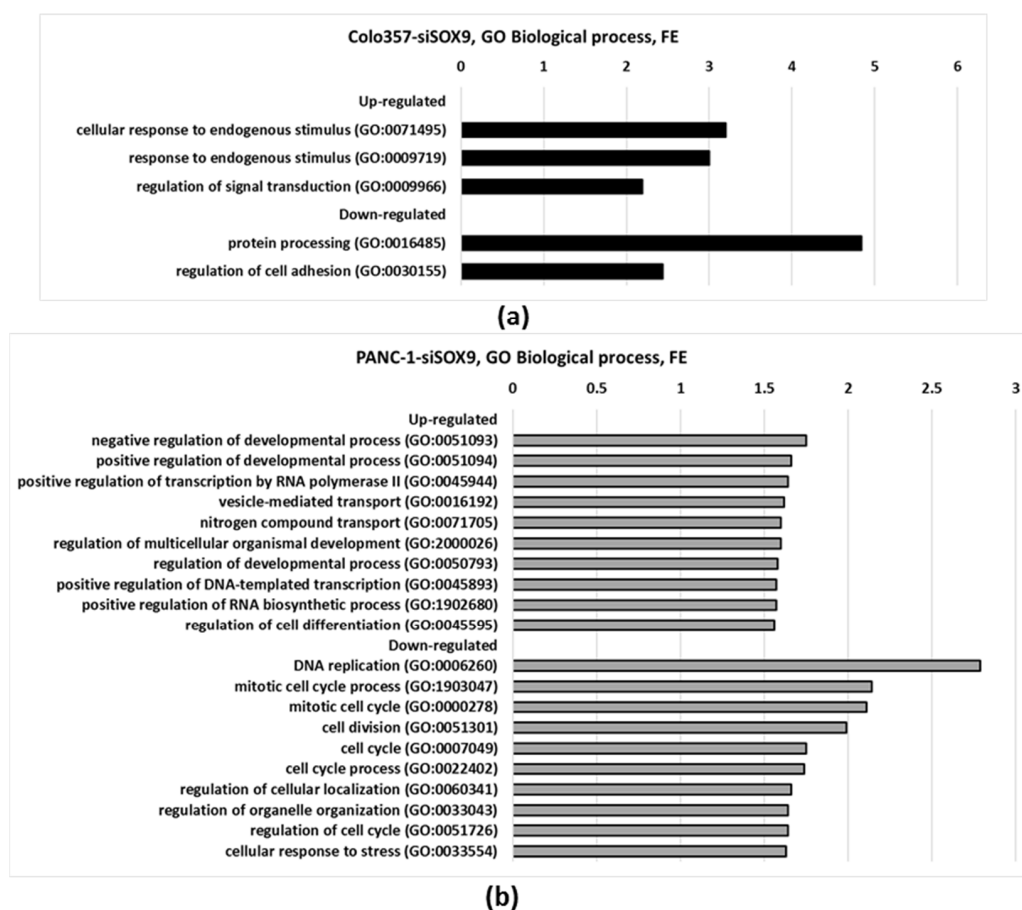 Colo357-siSOX9, GO Biological process, FE
0 1 2 3 4 5 6
Up-regulated
cellular response to endogenous stimulus (GO:0071495)
response to endogenous stimulus (GO:0009719)
regulation of signal transduction (GO:0009966)
Down-regulated
protein processing (GO:0016485)
regulation of cell adhesion (GO:0030155)
(a)
PANC-1-siSOX9, GO Biological process, FE
0 0.5 1 1.5 2 2.5 3
Up-regulated
negative regulation of developmental process (GO:0051093)
positive regulation of developmental process (GO:0051094)
positive regulation of transcription by RNA polymerase II (GO:0045944)
vesicle-mediated transport (GO:0016192)
nitrogen compound transport (GO:0071705)
regulation of multicellular organismal development (GO:2000026)
regulation of developmental process (GO:0050793)
positive regulation of DNA-templated transcription (GO:0045893)
positive regulation of RNA biosynthetic process (GO:1902680)
regulation of cell differentiation (GO:0045595)
Down-regulated
DNA replication (GO:0006260)
mitotic cell cycle process (GO:1903047)
mitotic cell cycle (GO:0000278)
cell division (GO:0051301)
cell cycle (GO:0007049)
cell cycle process (GO:0022402)
regulation of cellular localization (GO:0060341)
regulation of organelle organization (GO:0033043)
regulation of cell cycle (GO:0051726)
cellular response to stress (GO:0033554)
(b)